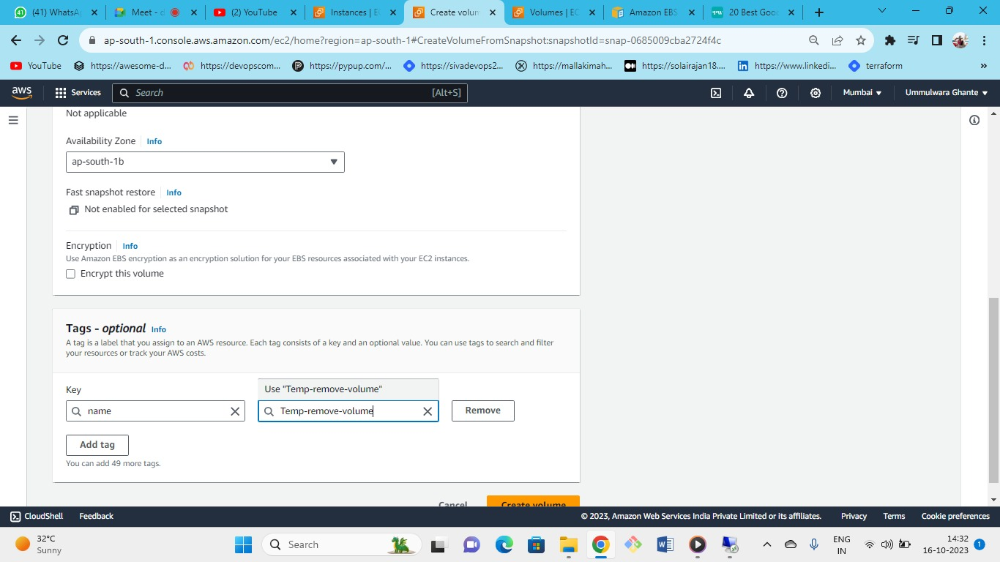 (41) WhatsA
Meet - d
(2) YouTube
Instances | E
Create volum
Volumes | EC
Amazon EBS
20 Best Goo
ap-south-1.console.aws.amazon.com/ec2/home?region=ap-south-1#CreateVolumeFromSnapshot:snapshotId=snap-0685009cba2724f4c
YouTube
https://awesome-d...
https://devopscom...
https://pypup.com/...
https://sivadevops2...
https://mallakimah...
https://solairajan18....
https://www.linkedi...
terraform
»
aws
Services
Search
[Alt+S]
Mumbai
Ummulwara Ghante
Not applicable
Availability Zone
Info
ap-south-1b
Fast snapshot restore
Info
Not enabled for selected snapshot
Encryption
Info
Use Amazon EBS encryption as an encryption solution for your EBS resources associated with your EC2 instances.
Encrypt this volume
Tags - optional Info
A tag is a label that you assign to an AWS resource. Each tag consists of a key and an optional value. You can use tags to search and filter
your resources or track your AWS costs.
Key
Use "Temp-remove-volume"
name
Temp-remove-volume
Remove
Add tag
You can add 49 more tags.
Cancel
Create volume
CloudShell
Feedback
© 2023, Amazon Web Services India Private Limited or its affiliates.
Privacy
Terms
Cookie preferences
32°C
Sunny
Search
ENG
IN
14:32
16-10-2023
1